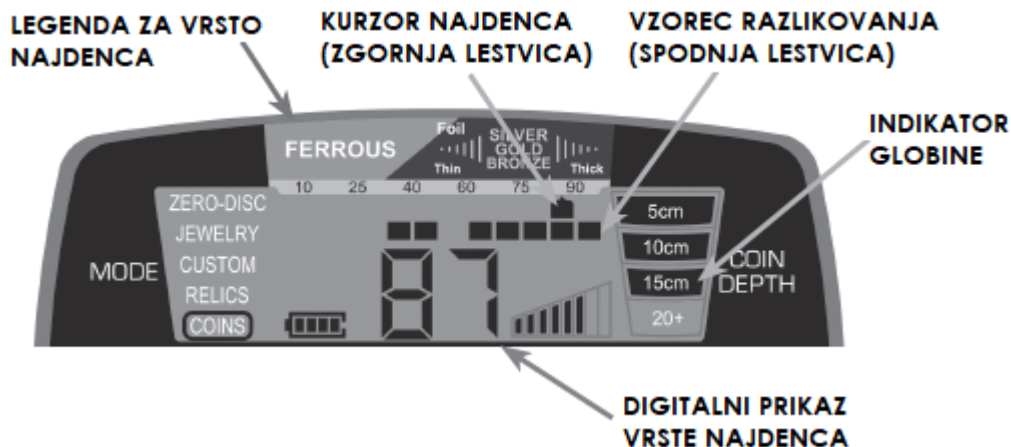 LEGENDA ZA VRSTO
NAJDENCA
KURZOR NAJDENCA
(ZGORNJA LESTVICA)
VZOREC RAZLIKOVANJA
(SPODNJA LESTVICA)
INDIKATOR
GLOBINE
FERROUS
Foil
Thin
SILVER
GOLD
BRONZE
Thick
10 25 40 60 75 90
MODE
ZERO-DISC
JEWELRY
CUSTOM
RELICS
COINS
87
5cm
10cm
15cm
20+
COIN
DEPTH
DIGITALNI PRIKAZ
VRSTE NAJDENCA